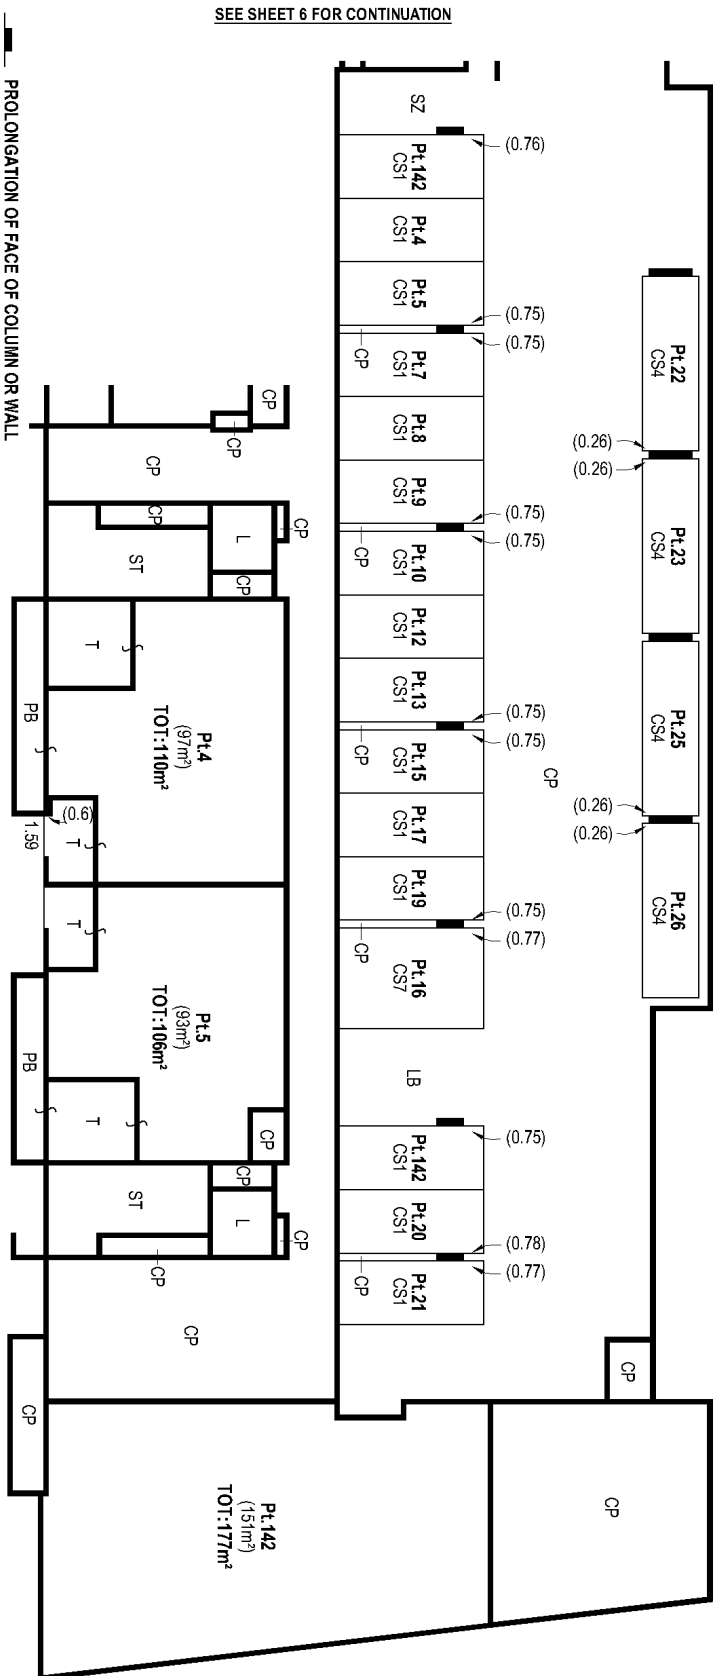 SEE SHEET 6 FOR CONTINUATION
PROLONGATION OF FACE OF COLUMN OR WALL
SZ
(0.76)
Pt.142
CS1
Pt.4
CS1
Pt.5
CS1
(0.75)
CP
(0.75)
Pt.7
CS1
Pt.8
CS1
Pt.9
CS1
(0.75)
CP
(0.75)
Pt.10
CS1
Pt.12
CS1
Pt.13
CS1
(0.75)
CP
(0.75)
Pt.15
CS1
Pt.17
CS1
Pt.19
CS1
(0.75)
CP
(0.77)
Pt.16
CS7
LB
(0.75)
Pt.142
CS1
Pt.20
CS1
(0.78)
CP
(0.77)
Pt.21
CS1
Pt.22
CS4
(0.26)
(0.26)
Pt.23
CS4
Pt.25
CS4
(0.26)
(0.26)
Pt.26
CS4
CP
CP
CP
CP
CP
CP
CP
L
CP
ST
CP
T
PB
Pt.4
(97m²)
TOT:110m²
(0.6)
1.59
T
T
Pt.5
(93m²)
TOT:106m²
PB
T
CP
CP
ST
L
CP
CP
CP
CP
Pt.142
(151m²)
TOT:177m²
CP